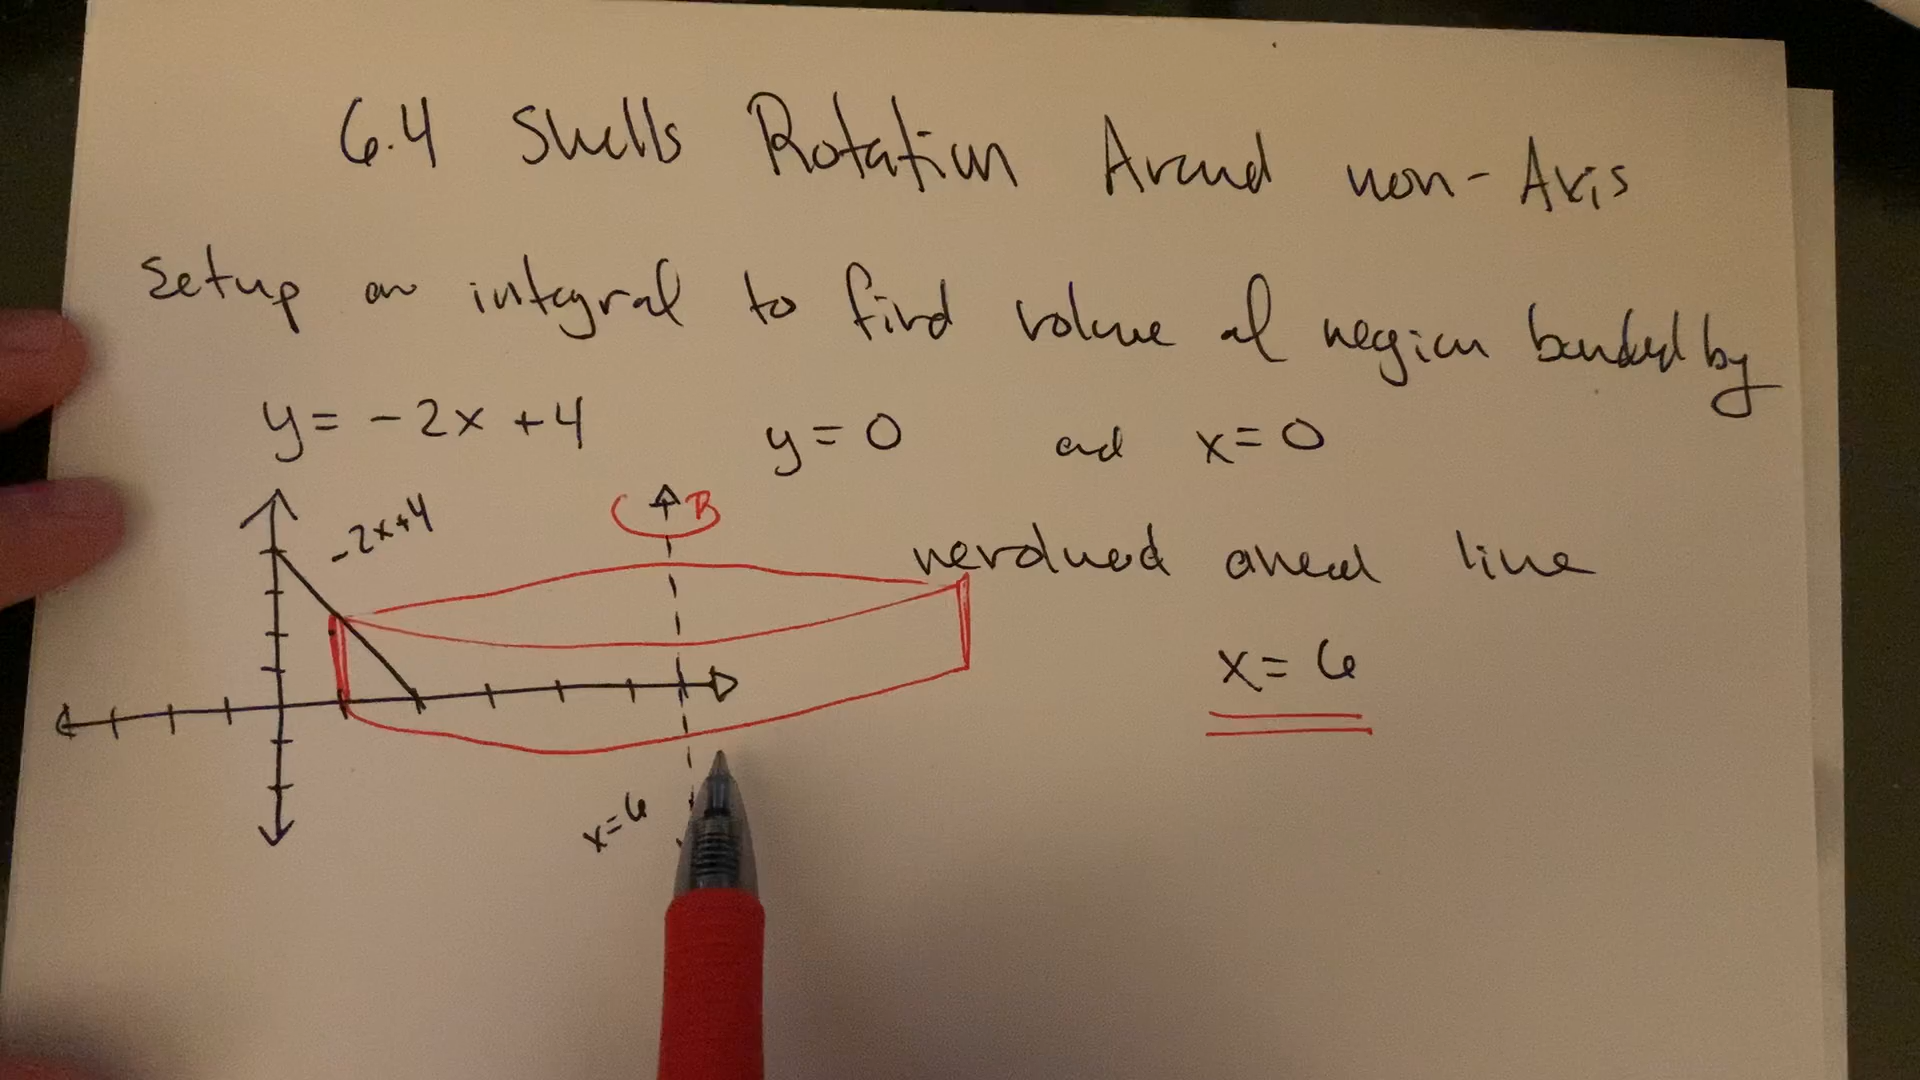 6.4 Shells Rotation Around non-Axis
setup an integral to find volume of region bounded by
y = -2x + 4 y = 0 and x = 0
-2x+4
revolved around line
x = 6
x=6